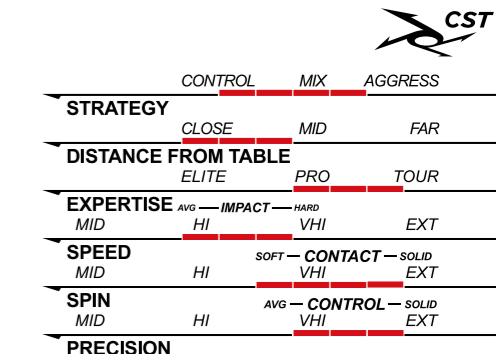 CST
CONTROL MIX AGGRESS
STRATEGY
CLOSE MID FAR
DISTANCE FROM TABLE
ELITE PRO TOUR
EXPERTISE AVG — IMPACT — HARD
MID HI VHI EXT
SPEED SOFT — CONTACT — SOLID
MID HI VHI EXT
SPIN AVG — CONTROL — SOLID
MID HI VHI EXT
PRECISION